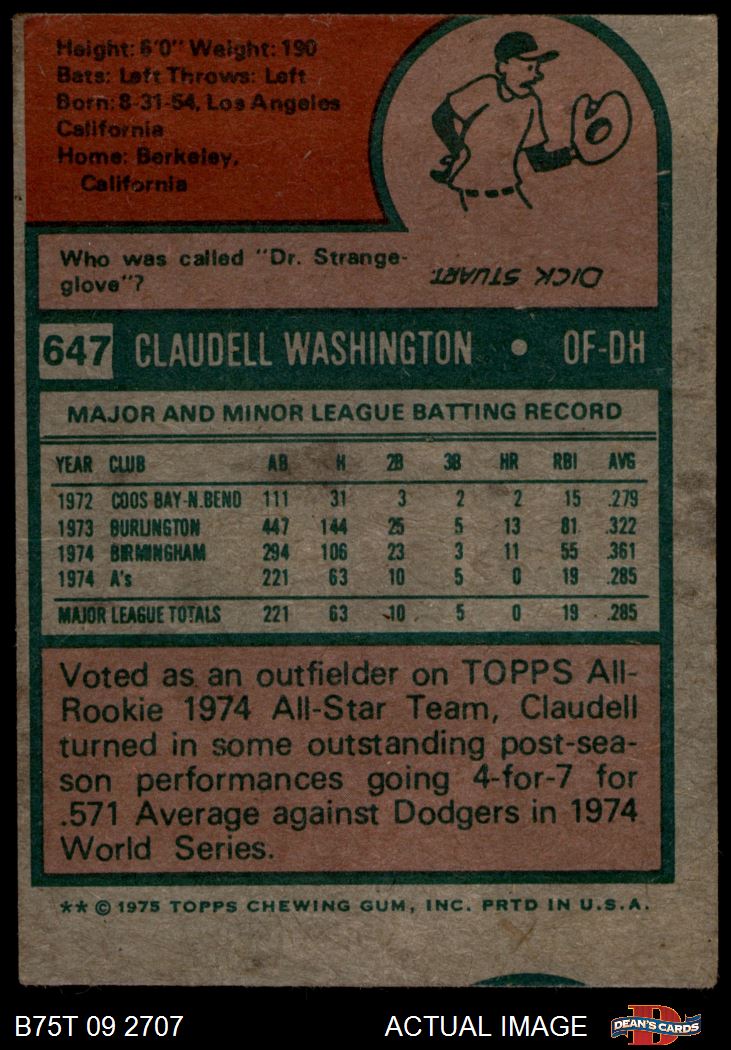 Height: 6'0" Weight: 190
Bats: Left Throws: Left
Born: 8-31-54, Los Angeles
California
Home: Berkeley,
California
Who was called "Dr. Strange-
glove"?
DICK STUART.
647 CLAUDELL WASHINGTON • OF-DH
MAJOR AND MINOR LEAGUE BATTING RECORD
YEAR CLUB AB H 2B 3B HR RBI AVG
1972 COOS BAY-N.BEND 111 31 3 2 2 15 .279
1973 BURLINGTON 447 144 25 5 13 81 .322
1974 BIRMINGHAM 294 106 23 3 11 55 .361
1974 A's 221 63 10 5 0 19 .285
MAJOR LEAGUE TOTALS 221 63 10 5 0 19 .285
Voted as an outfielder on TOPPS All-
Rookie 1974 All-Star Team, Claudell
turned in some outstanding post-sea-
son performances going 4-for-7 for
.571 Average against Dodgers in 1974
World Series.
** © 1975 TOPPS CHEWING GUM, INC. PRTD IN U.S.A.
B75T 09 2707 ACTUAL IMAGE DEAN'S CARDS